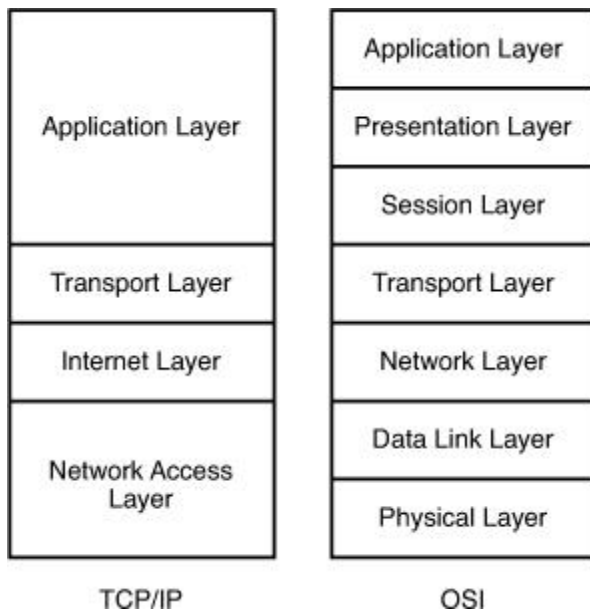 Application Layer
Transport Layer
Internet Layer
Network Access
Layer
TCP/IP
Application Layer
Presentation Layer
Session Layer
Transport Layer
Network Layer
Data Link Layer
Physical Layer
OSI